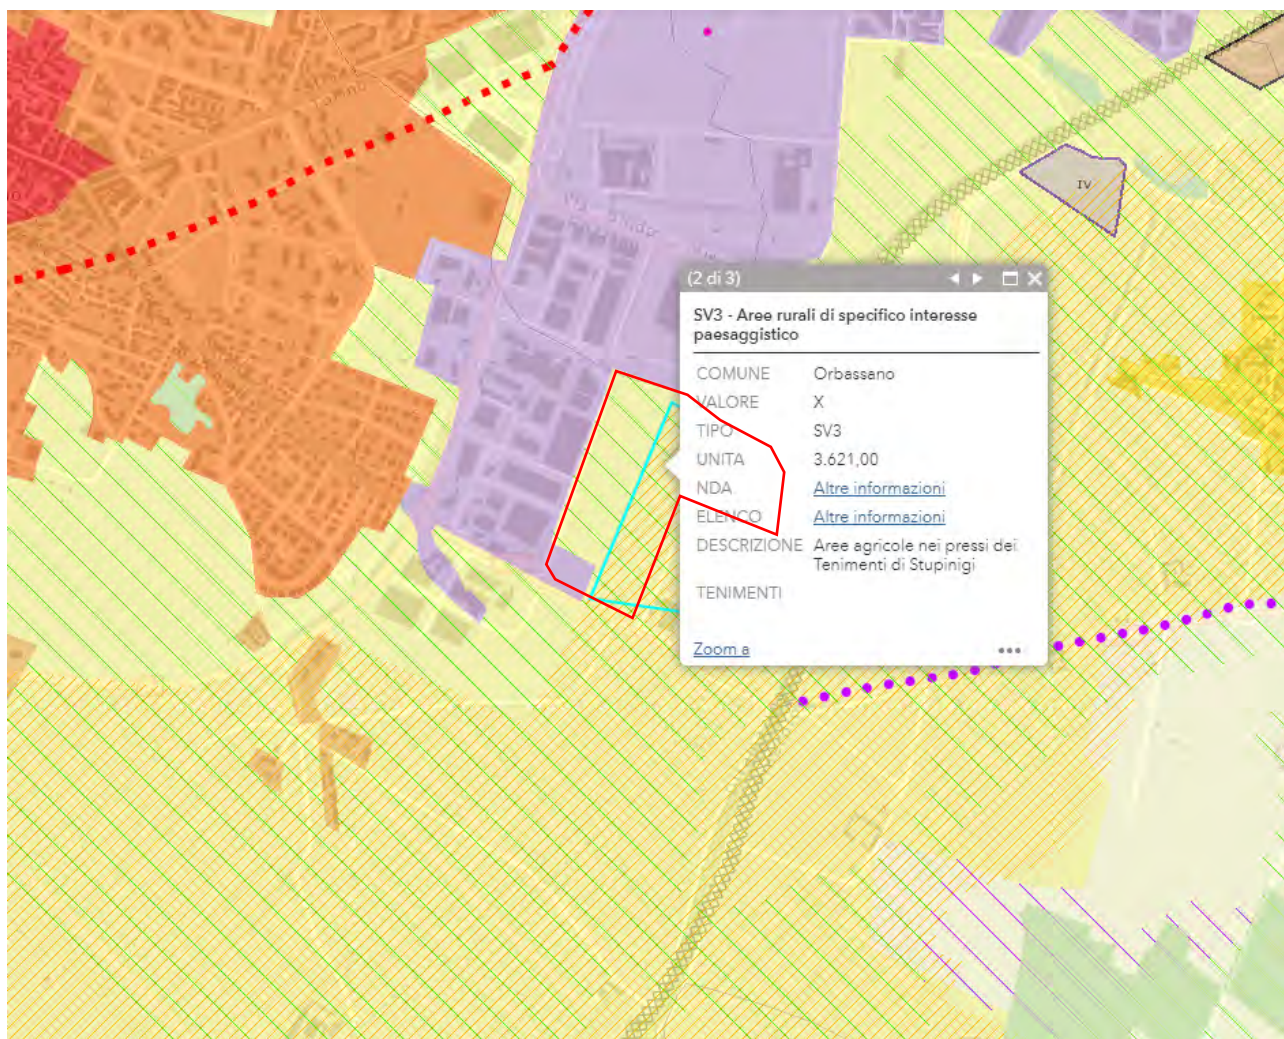 Torino
IV
(2 di 3)
SV3 - Aree rurali di specifico interesse
paesaggistico
COMUNE Orbassano
VALORE X
TIPO SV3
UNITA 3.621,00
NDA Altre informazioni
ELENCO Altre informazioni
DESCRIZIONE Aree agricole nei pressi dei
Tenimenti di Stupinigi
TENIMENTI
Zoom a